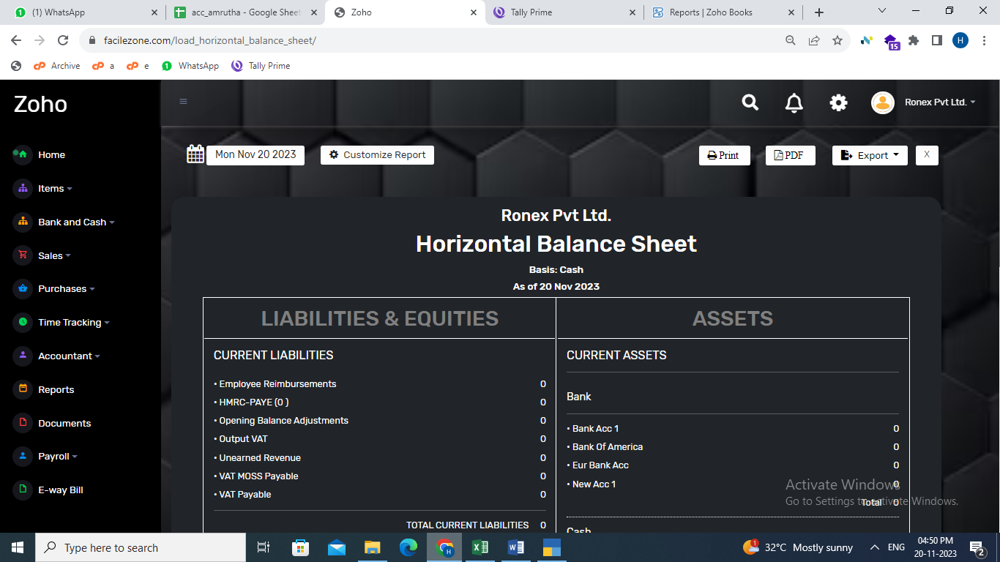 (1) WhatsApp
acc_amrutha - Google Sheet
Zoho
Tally Prime
Reports | Zoho Books
facilezone.com/load_horizontal_balance_sheet/
15
H
Archive
a
e
WhatsApp
Tally Prime
Zoho
Ronex Pvt Ltd.
Home
Items
Bank and Cash
Sales
Purchases
Time Tracking
Accountant
Reports
Documents
Payroll
E-way Bill
Mon Nov 20 2023
Customize Report
Print
PDF
Export
X
Ronex Pvt Ltd.
Horizontal Balance Sheet
Basis: Cash
As of 20 Nov 2023
LIABILITIES & EQUITIES
CURRENT LIABILITIES
• Employee Reimbursements 0
• HMRC-PAYE (0 ) 0
• Opening Balance Adjustments 0
• Output VAT 0
• Unearned Revenue 0
• VAT MOSS Payable 0
• VAT Payable 0
TOTAL CURRENT LIABILITIES 0
ASSETS
CURRENT ASSETS
Bank
• Bank Acc 1 0
• Bank Of America 0
• Eur Bank Acc 0
• New Acc 1 0
Total 0
Cash
Activate Windows
Go to Settings to activate Windows.
Type here to search
32°C Mostly sunny
ENG
04:50 PM
20-11-2023
2